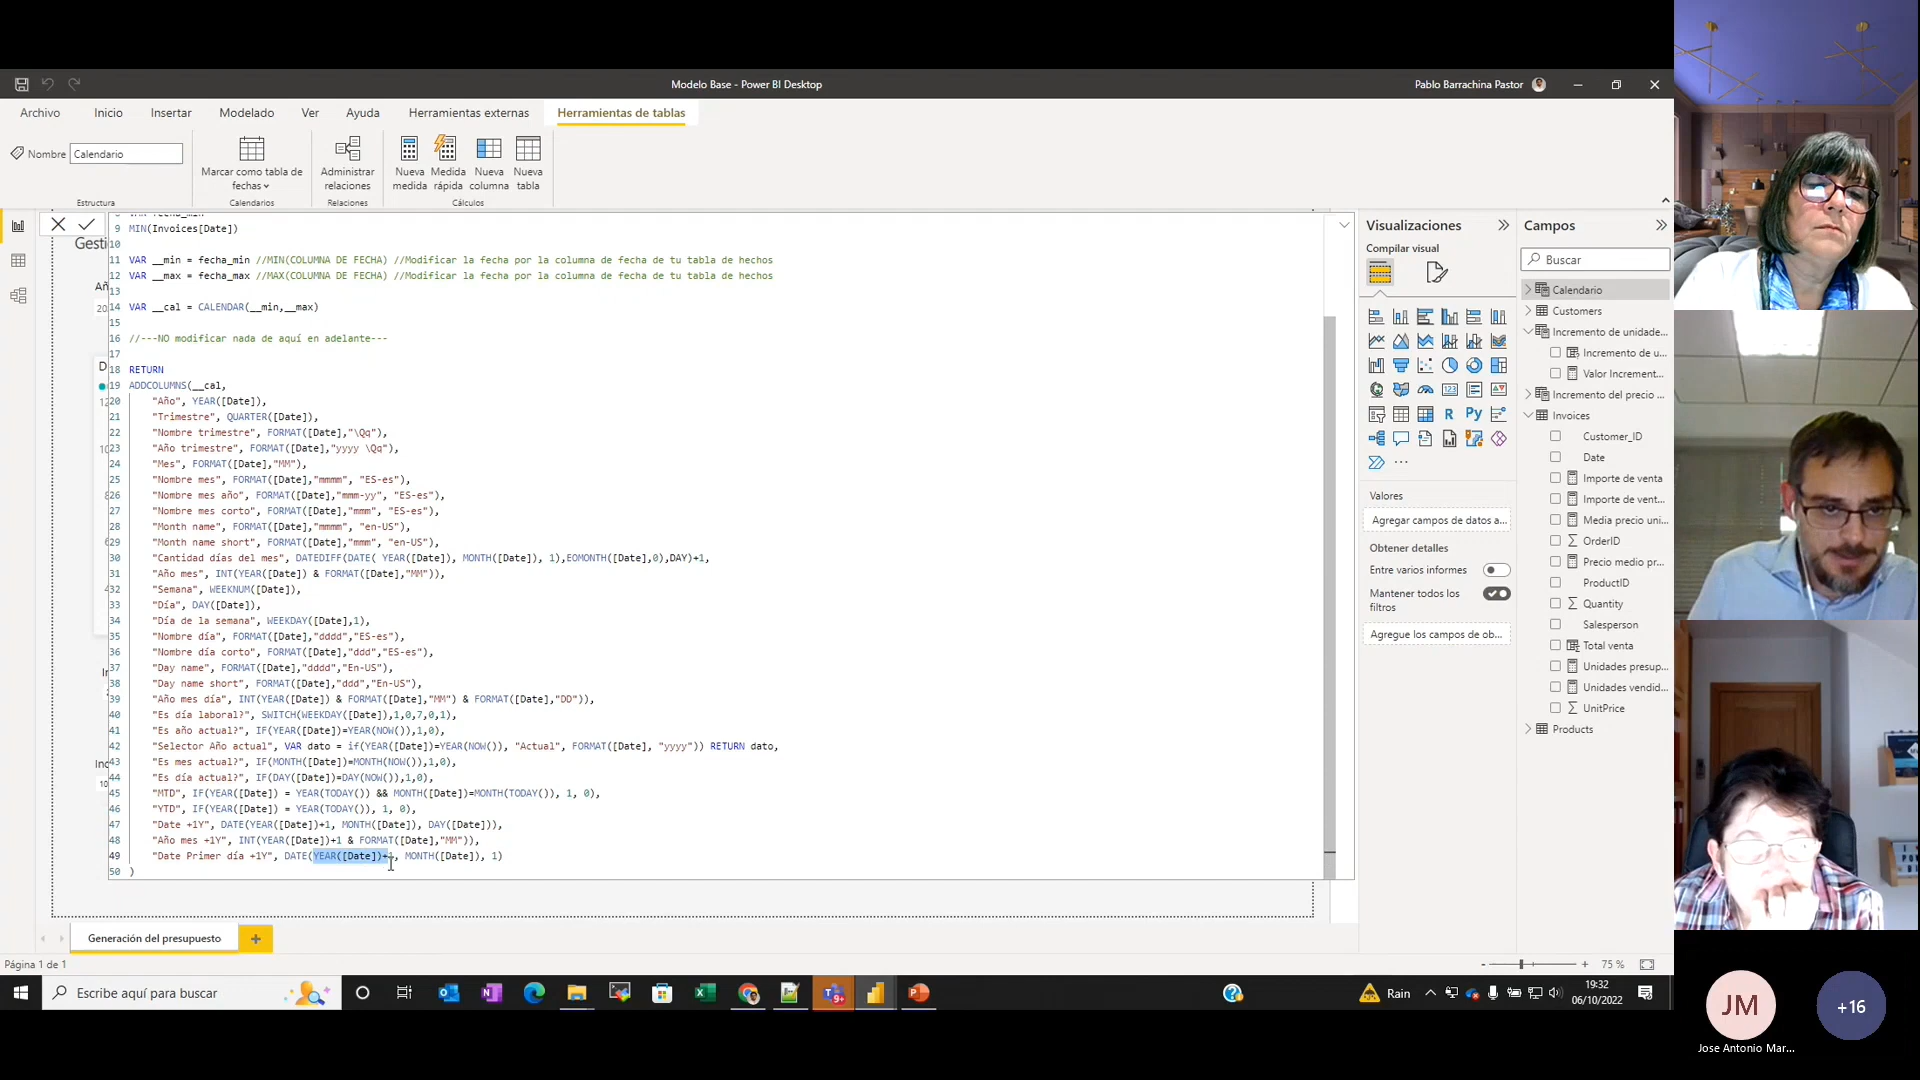 Modelo Base - Power BI Desktop
Pablo Barrachina Pastor
Archivo Inicio Insertar Modelado Ver Ayuda Herramientas externas Herramientas de tablas
Nombre Calendario
Marcar como tabla de fechas
Administrar relaciones
Nueva medida
Medida rápida
Nueva columna
Nueva tabla
Estructura Calendarios Relaciones Cálculos
9 MIN(Invoices[Date])
10
11 VAR __min = fecha_min //MIN(COLUMNA DE FECHA) //Modificar la fecha por la columna de fecha de tu tabla de hechos
12 VAR __max = fecha_max //MAX(COLUMNA DE FECHA) //Modificar la fecha por la columna de fecha de tu tabla de hechos
13
14 VAR __cal = CALENDAR(__min,__max)
15
16 //---NO modificar nada de aquí en adelante---
17
18 RETURN
19 ADDCOLUMNS(__cal,
20 "Año", YEAR([Date]),
21 "Trimestre", QUARTER([Date]),
22 "Nombre trimestre", FORMAT([Date],"\Qq"),
23 "Año trimestre", FORMAT([Date],"yyyy \Qq"),
24 "Mes", FORMAT([Date],"MM"),
25 "Nombre mes", FORMAT([Date],"mmmm", "ES-es"),
26 "Nombre mes año", FORMAT([Date],"mmm-yy", "ES-es"),
27 "Nombre mes corto", FORMAT([Date],"mmm", "ES-es"),
28 "Month name", FORMAT([Date],"mmmm", "en-US"),
29 "Month name short", FORMAT([Date],"mmm", "en-US"),
30 "Cantidad días del mes", DATEDIFF(DATE( YEAR([Date]), MONTH([Date]), 1),EOMONTH([Date],0),DAY)+1,
31 "Año mes", INT(YEAR([Date]) & FORMAT([Date],"MM")),
32 "Semana", WEEKNUM([Date]),
33 "Día", DAY([Date]),
34 "Día de la semana", WEEKDAY([Date],1),
35 "Nombre día", FORMAT([Date],"dddd","ES-es"),
36 "Nombre día corto", FORMAT([Date],"ddd","ES-es"),
37 "Day name", FORMAT([Date],"dddd","En-US"),
38 "Day name short", FORMAT([Date],"ddd","En-US"),
39 "Año mes día", INT(YEAR([Date]) & FORMAT([Date],"MM") & FORMAT([Date],"DD")),
40 "Es día laboral?", SWITCH(WEEKDAY([Date]),1,0,7,0,1),
41 "Es año actual?", IF(YEAR([Date])=YEAR(NOW()),1,0),
42 "Selector Año actual", VAR dato = if(YEAR([Date])=YEAR(NOW()), "Actual", FORMAT([Date], "yyyy")) RETURN dato,
43 "Es mes actual?", IF(MONTH([Date])=MONTH(NOW()),1,0),
44 "Es día actual?", IF(DAY([Date])=DAY(NOW()),1,0),
45 "MTD", IF(YEAR([Date]) = YEAR(TODAY()) && MONTH([Date])=MONTH(TODAY()), 1, 0),
46 "YTD", IF(YEAR([Date]) = YEAR(TODAY()), 1, 0),
47 "Date +1Y", DATE(YEAR([Date])+1, MONTH([Date]), DAY([Date])),
48 "Año mes +1Y", INT(YEAR([Date])+1 & FORMAT([Date],"MM")),
49 "Date Primer día +1Y", DATE(YEAR([Date])+1, MONTH([Date]), 1)
50 )
Gesti
Generación del presupuesto
Página 1 de 1
Visualizaciones
Compilar visual
R
Py
123
...
Valores
Agregar campos de datos a...
Obtener detalles
Entre varios informes
Mantener todos los filtros
Agregue los campos de ob...
Campos
Buscar
Calendario
Customers
Incremento de unidade...
Incremento de u...
Valor Increment...
Incremento del precio ...
Invoices
Customer_ID
Date
Importe de venta
Importe de vent...
Media precio uni...
OrderID
Precio medio pr...
ProductID
Quantity
Salesperson
Total venta
Unidades presup...
Unidades vendid...
UnitPrice
Products
75 %
Escribe aquí para buscar
Rain
19:32
06/10/2022
JM
Jose Antonio Mar...
+16